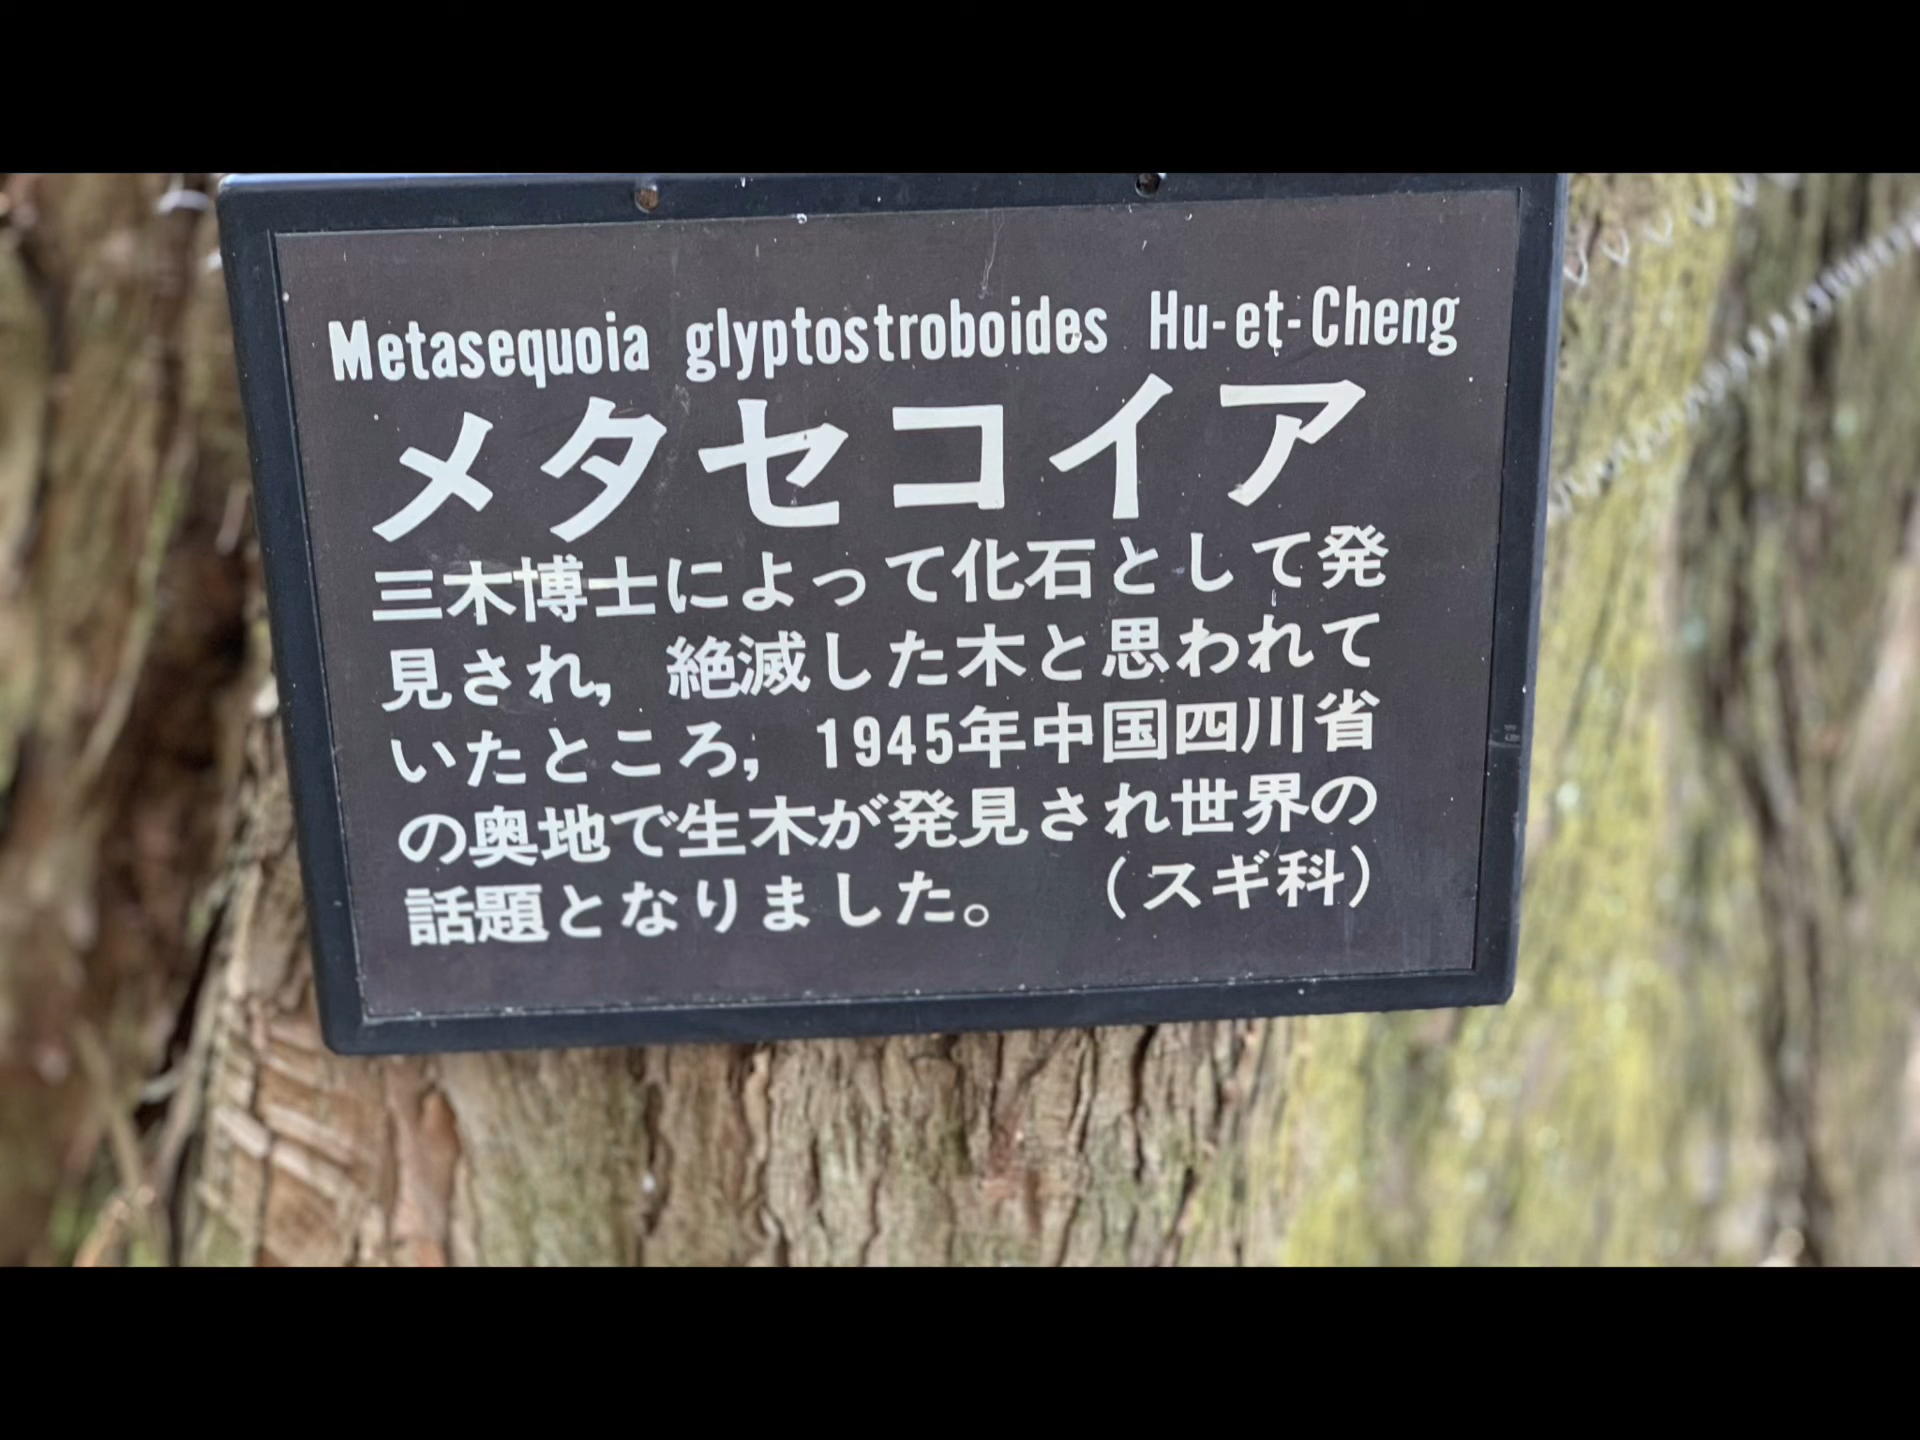 Metasequoia glyptostroboides Hu-et-Cheng
メタセコイア
三木博士によって化石として発
見され，絶滅した木と思われて
いたところ，1945年中国四川省
の奥地で生木が発見され世界の
話題となりました。　（スギ科）